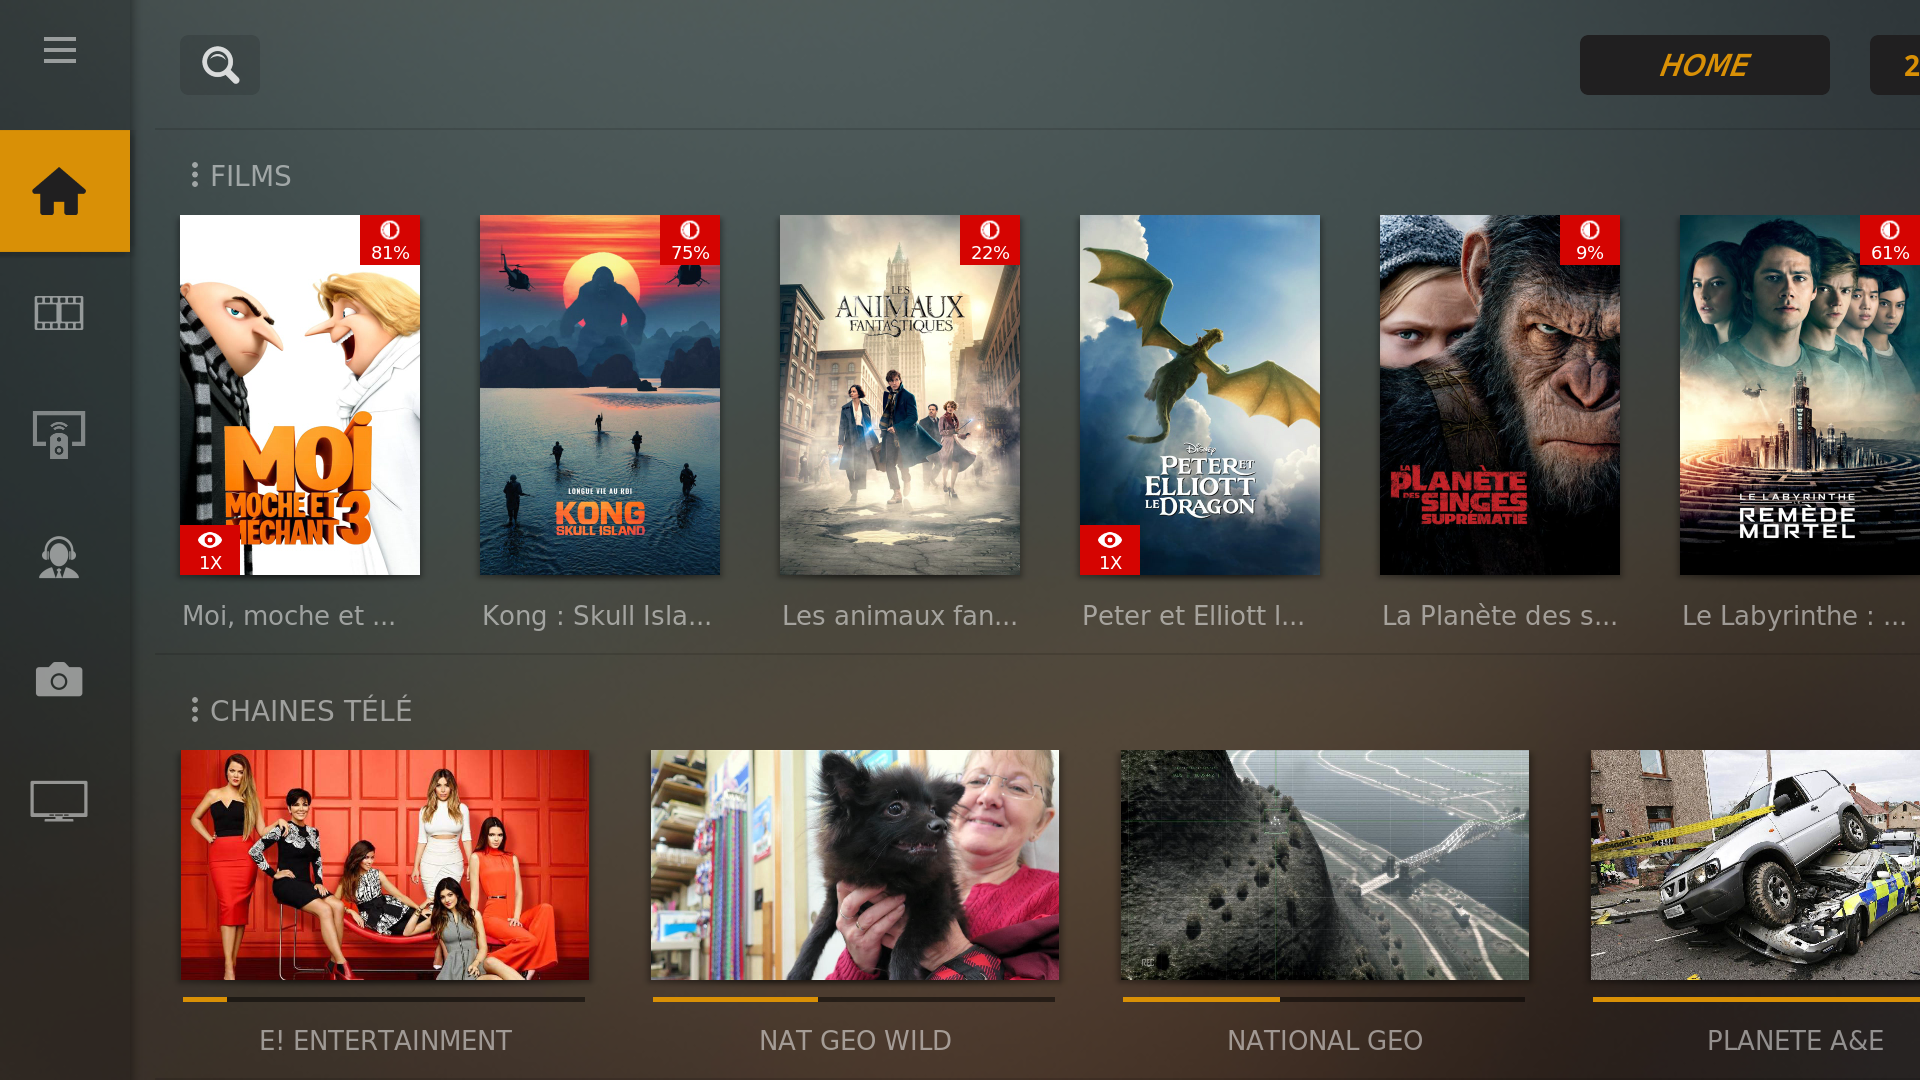 HOME
2
FILMS
81%
75%
22%
9%
61%
LES
ANIMAUX
FANTASTIQUES
MOI
MOCHE ET
MÉCHANT 3
LONGUE VIE AU ROI
KONG
SKULL ISLAND
Disney
PETER ET
ELLIOTT
LE DRAGON
LA
PLANÈTE
DES SINGES
SUPRÉMATIE
LE LABYRINTHE
REMÈDE
MORTEL
1X
1X
Moi, moche et ...
Kong : Skull Isla...
Les animaux fan...
Peter et Elliott l...
La Planète des s...
Le Labyrinthe : ...
CHAINES TÉLÉ
REC
E! ENTERTAINMENT
NAT GEO WILD
NATIONAL GEO
PLANETE A&E